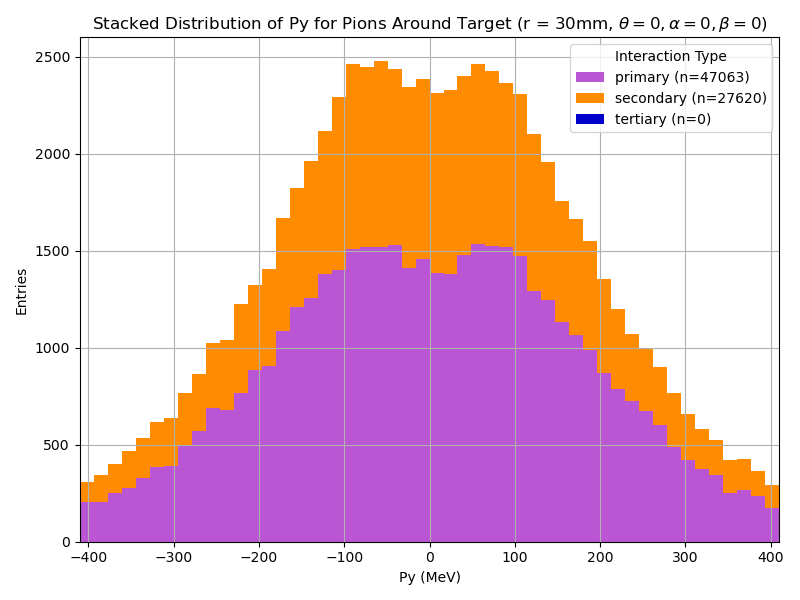 Stacked Distribution of Py for Pions Around Target (r = 30mm, θ = 0, α = 0, β = 0)
Interaction Type
primary (n=47063)
secondary (n=27620)
tertiary (n=0)
Entries
2500
2000
1500
1000
500
0
−400
−300
−200
−100
0
100
200
300
400
Py (MeV)